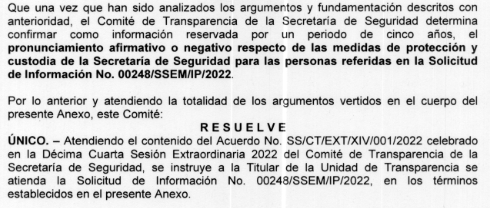 Que una vez que han sido analizados los argumentos y fundamentación descritos con
anterioridad, el Comité de Transparencia de la Secretaría de Seguridad determina
confirmar como información reservada por un periodo de cinco años, el
pronunciamiento afirmativo o negativo respecto de las medidas de protección y
custodia de la Secretaría de Seguridad para las personas referidas en la Solicitud
de Información No. 00248/SSEM/IP/2022.
Por lo anterior y atendiendo la totalidad de los argumentos vertidos en el cuerpo del
presente Anexo, este Comité:
R E S U E L V E
ÚNICO. – Atendiendo el contenido del Acuerdo No. SS/CT/EXT/XIV/001/2022 celebrado
en la Décima Cuarta Sesión Extraordinaria 2022 del Comité de Transparencia de la
Secretaría de Seguridad, se instruye a la Titular de la Unidad de Transparencia se
atienda la Solicitud de Información No. 00248/SSEM/IP/2022, en los términos
establecidos en el presente Anexo.